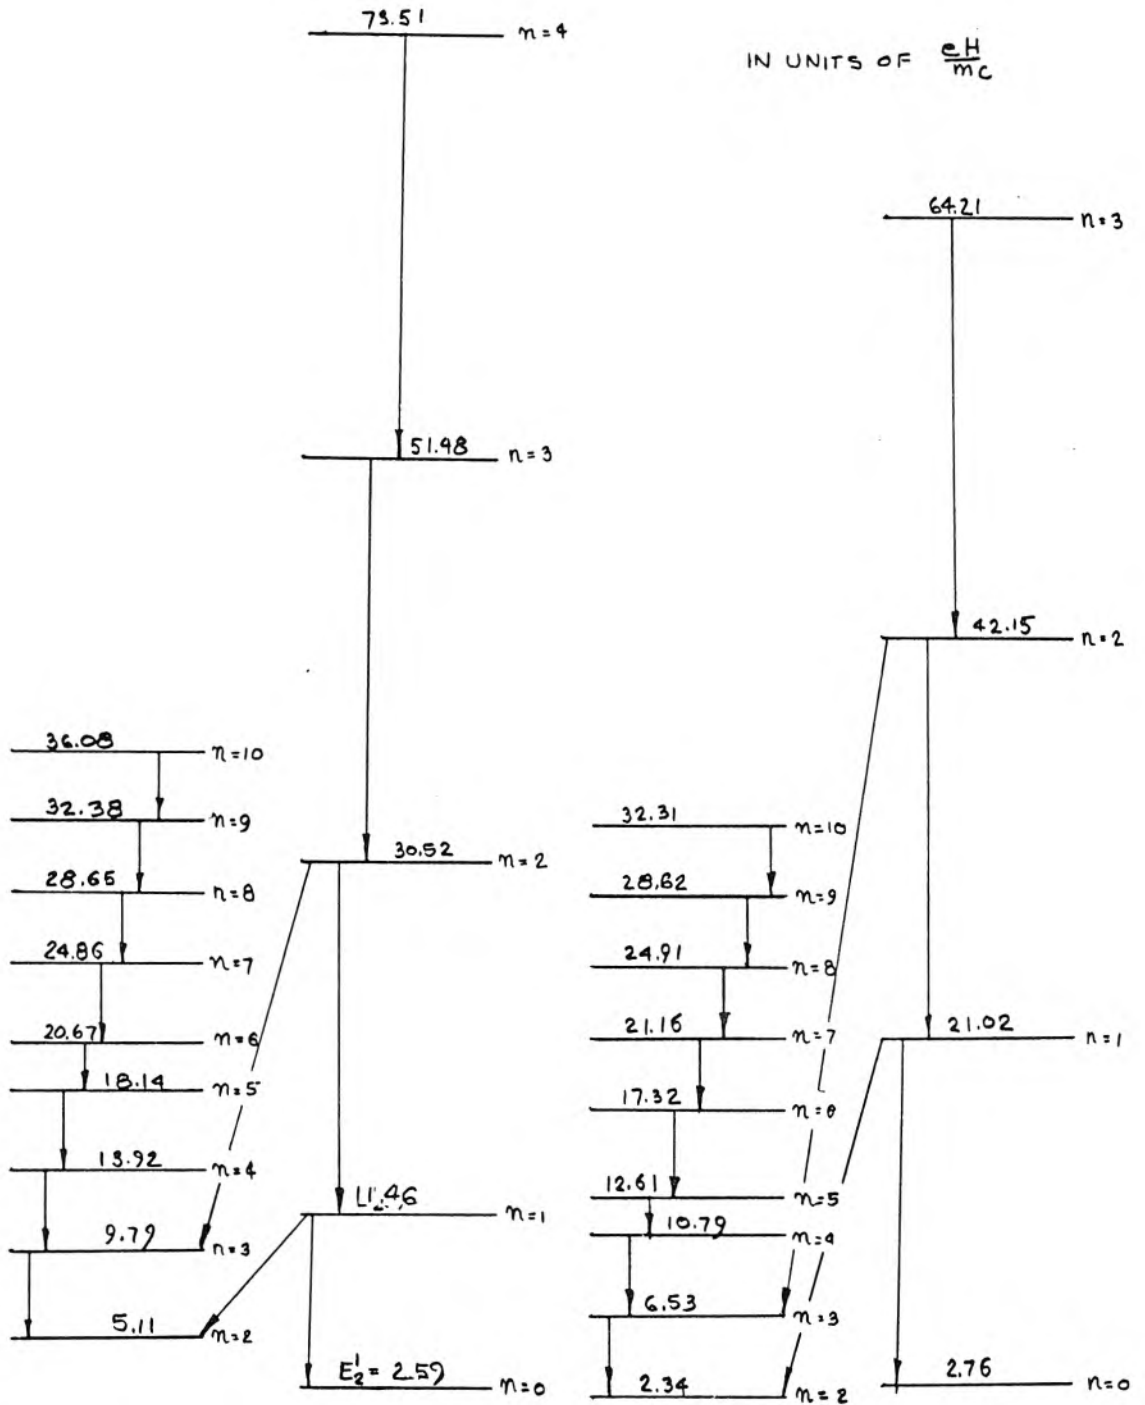 73.51 n=4
IN UNITS OF eH/mc
64.21 n=3
51.48 n=3
42.15 n=2
36.08 n=10
32.38 n=9
30.52 n=2
28.65 n=8
24.86 n=7
20.67 n=6
18.14 n=5
13.92 n=4
9.79 n=3
n=1
5.11 n=2
E₂¹ = 2.59 n=0
32.31 n=10
28.62 n=9
24.91 n=8
21.16 n=7
21.02 n=1
17.32
12.61 n=5
10.79 n=4
6.53 n=3
2.34 n=2
2.76 n=0